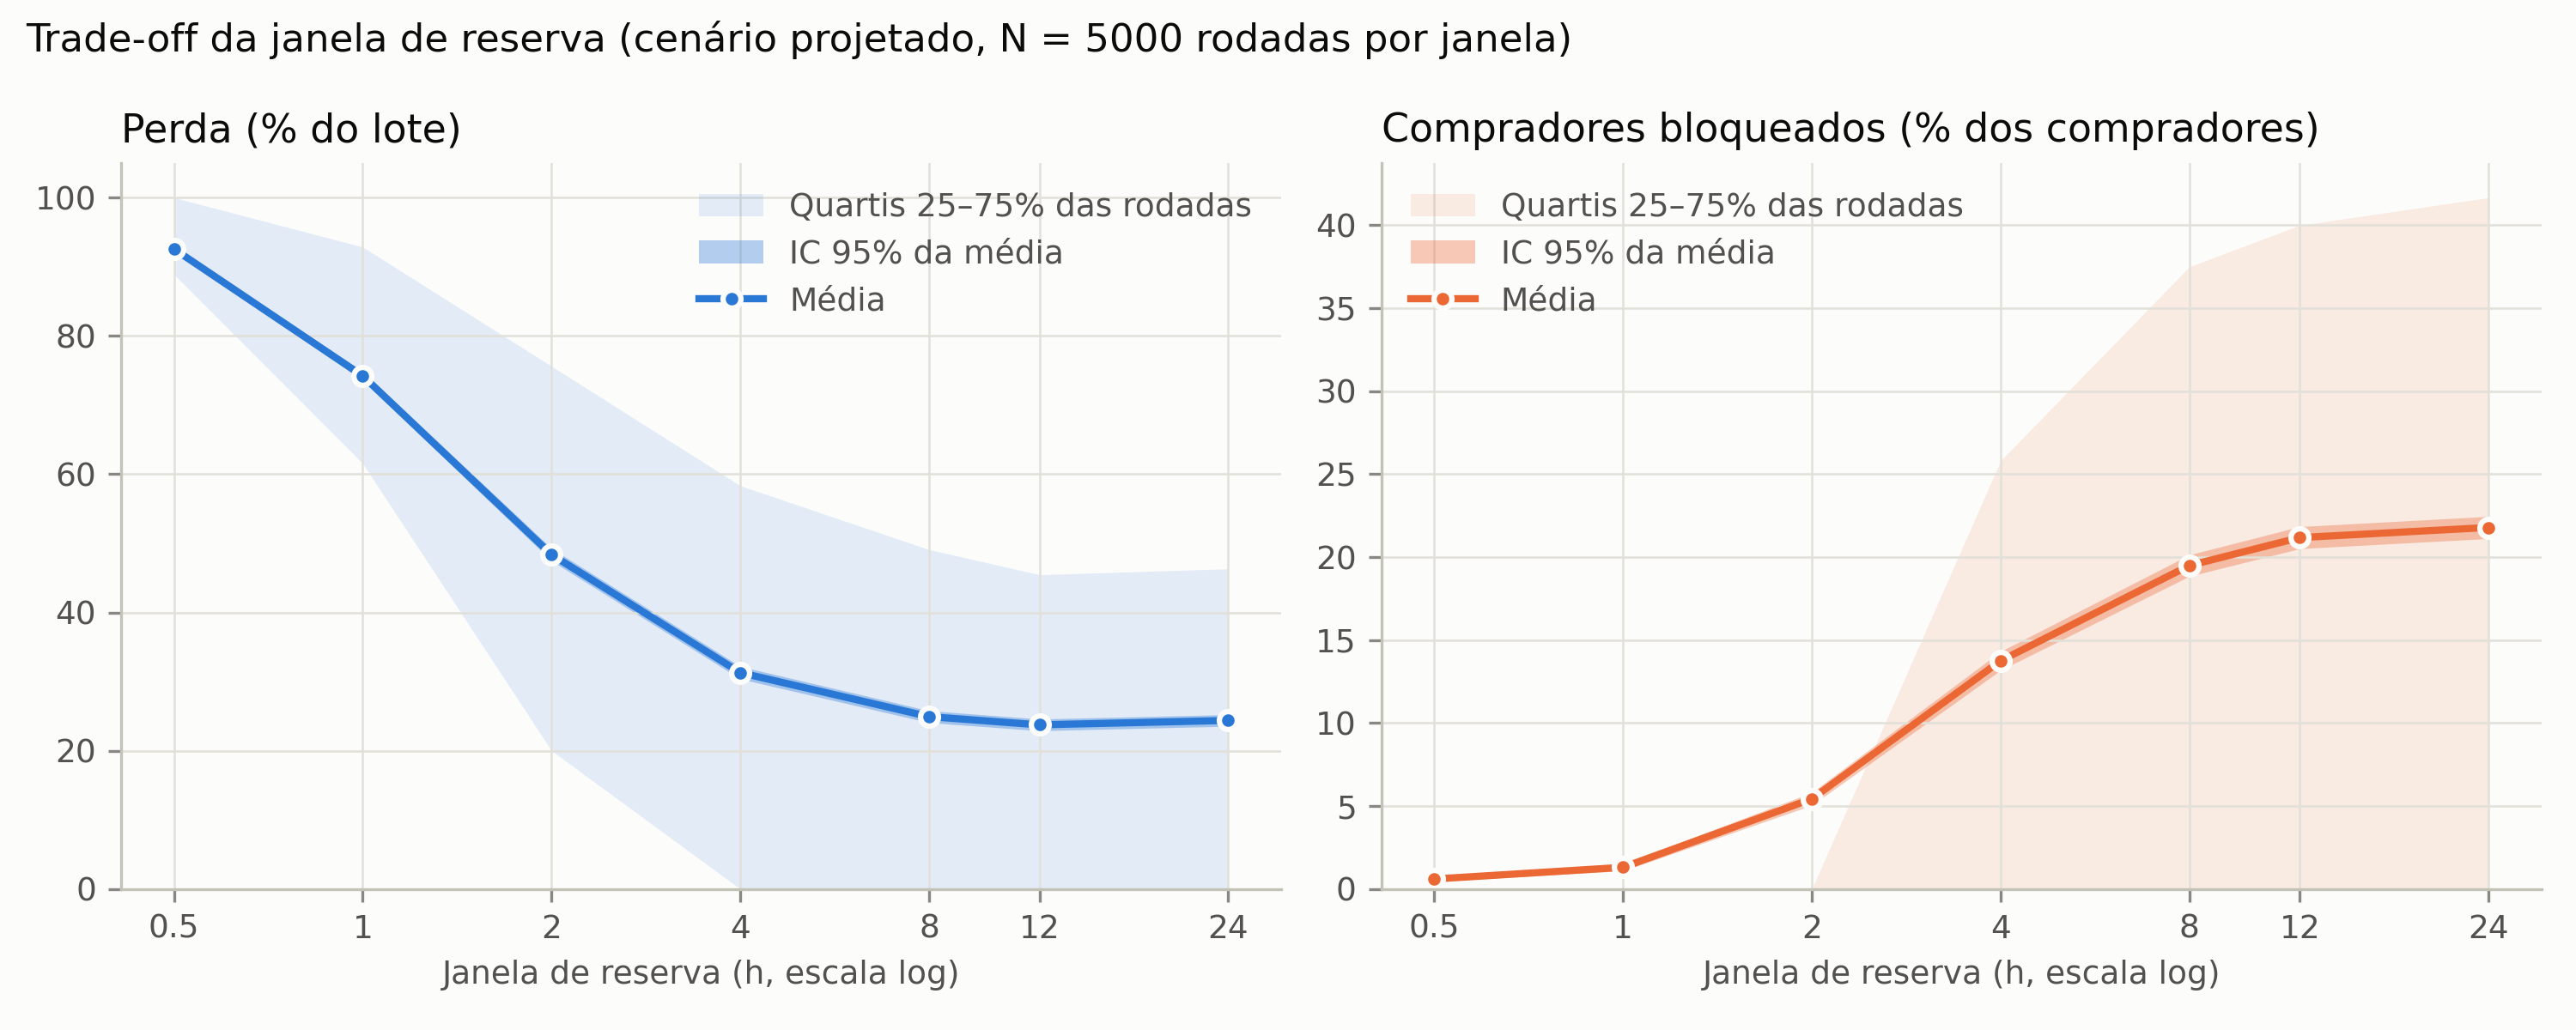 Trade-off da janela de reserva (cenário projetado, N = 5000 rodadas por janela)
Perda (% do lote)
100
80
60
40
20
0
Quartis 25–75% das rodadas
IC 95% da média
Média
0.5 1 2 4 8 12 24
Janela de reserva (h, escala log)
Compradores bloqueados (% dos compradores)
40
35
30
25
20
15
10
5
0
Quartis 25–75% das rodadas
IC 95% da média
Média
0.5 1 2 4 8 12 24
Janela de reserva (h, escala log)